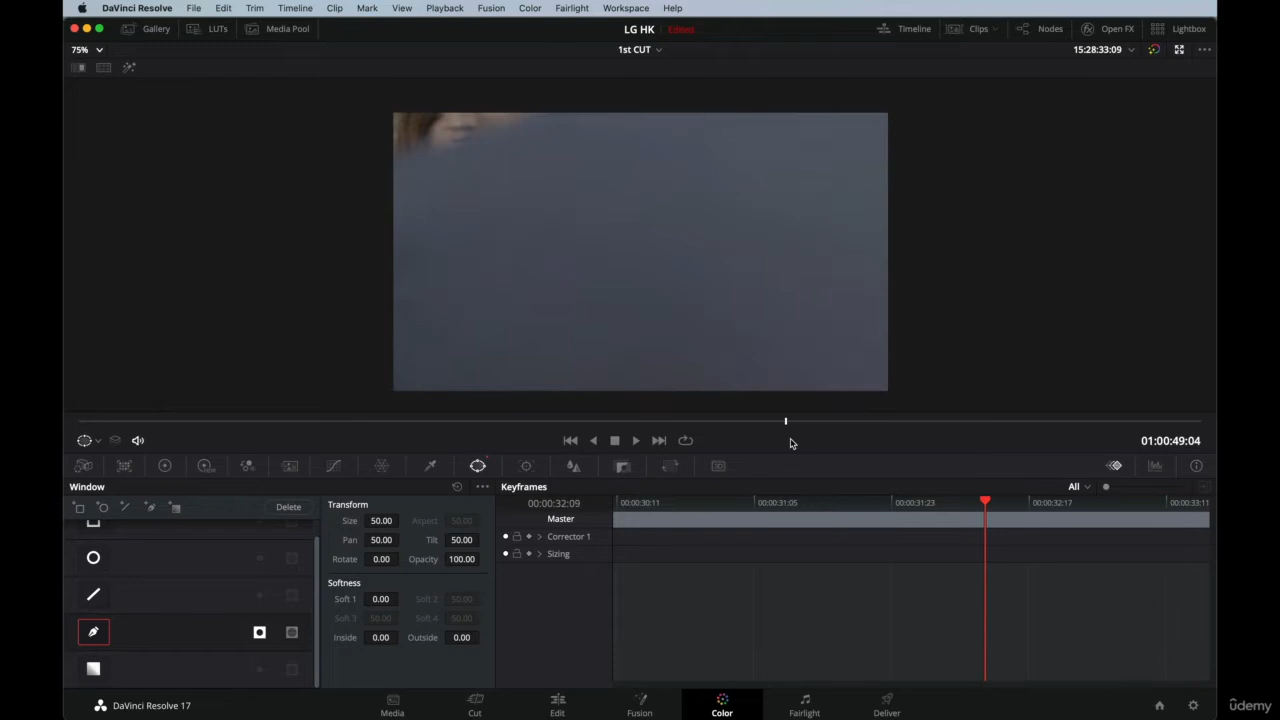 DaVinci Resolve File Edit Trim Timeline Clip Mark View Playback Fusion Color Fairlight Workspace Help
Gallery LUTs Media Pool LG HK Edited Timeline Clips Nodes Open FX Lightbox
75% 1st CUT 15:28:33:09
01:00:49:04
Window Keyframes All
Delete Transform 00:00:32:09 00:00:30:11 00:00:31:05 00:00:31:23 00:00:32:17 00:00:33:11
Size 50.00 Aspect 50.00 Master
Pan 50.00 Tilt 50.00 Corrector 1
Rotate 0.00 Opacity 100.00 Sizing
Softness
Soft 1 0.00 Soft 2 50.00
Soft 3 50.00 Soft 4 50.00
Inside 0.00 Outside 0.00
DaVinci Resolve 17 Media Cut Edit Fusion Color Fairlight Deliver
udemy